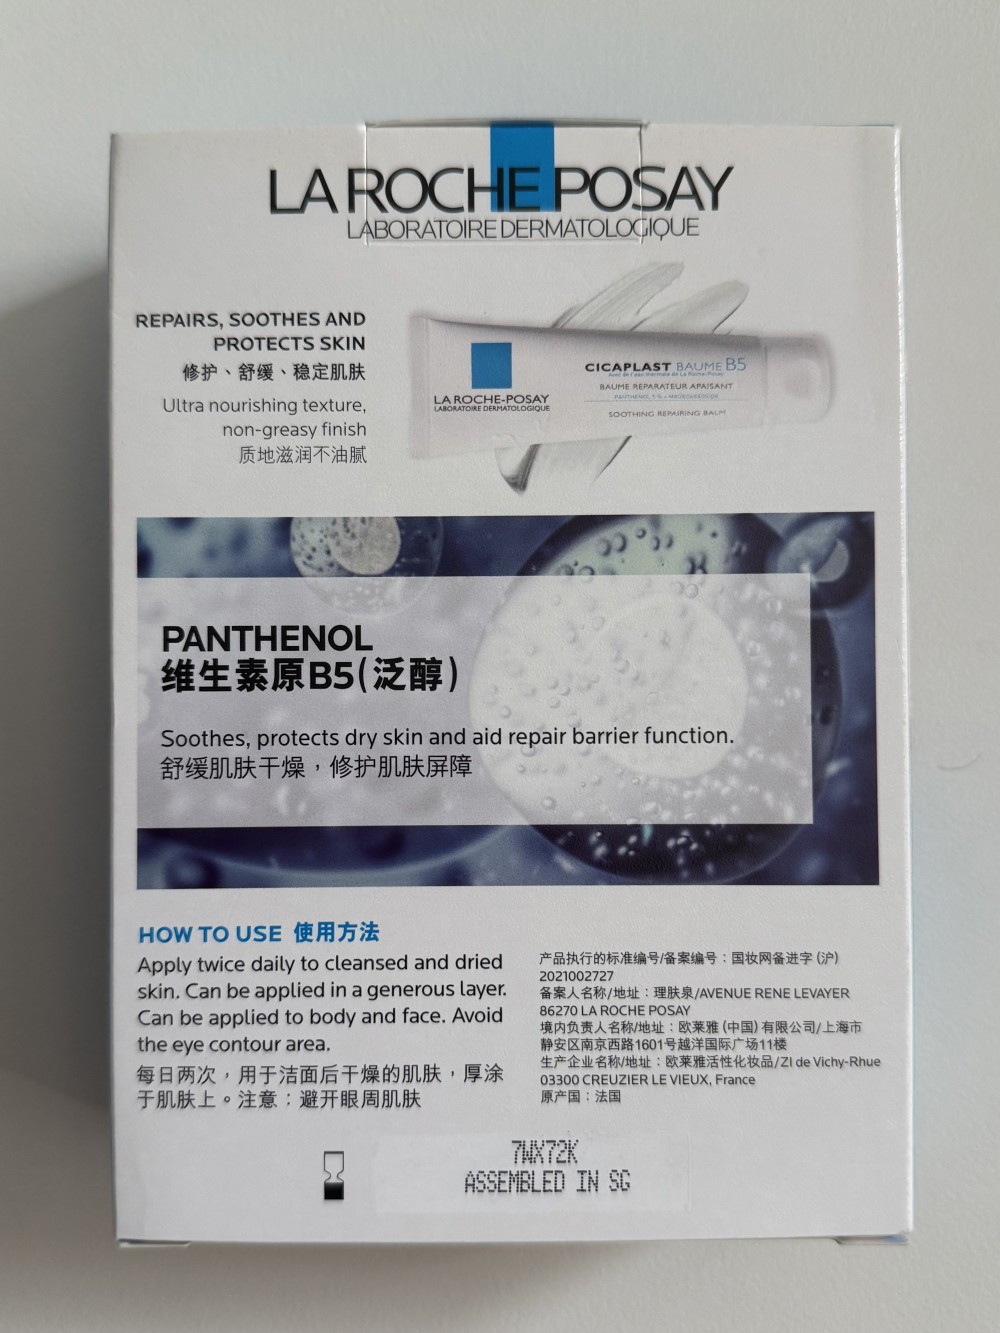 LA ROCHE POSAY
LABORATOIRE DERMATOLOGIQUE
REPAIRS, SOOTHES AND
PROTECTS SKIN
修护、舒缓、稳定肌肤
Ultra nourishing texture,
non-greasy finish
质地滋润不油腻
LA ROCHE-POSAY
LABORATOIRE DERMATOLOGIQUE
CICAPLAST BAUME B5
Avec de l'eau thermale de La Roche-Posay
BAUME RÉPARATEUR APAISANT
PANTHENOL 5 % + MADECASSOSIDE
SOOTHING REPAIRING BALM
PANTHENOL
维生素原B5(泛醇)
Soothes, protects dry skin and aid repair barrier function.
舒缓肌肤干燥，修护肌肤屏障
HOW TO USE 使用方法
Apply twice daily to cleansed and dried
skin. Can be applied in a generous layer.
Can be applied to body and face. Avoid
the eye contour area.
每日两次，用于洁面后干燥的肌肤，厚涂
于肌肤上。注意：避开眼周肌肤
产品执行的标准编号/备案编号：国妆网备进字 (沪)
2021002727
备案人名称/地址：理肤泉/AVENUE RENE LEVAYER
86270 LA ROCHE POSAY
境内负责人名称/地址：欧莱雅 (中国) 有限公司/上海市
静安区南京西路1601号越洋国际广场11楼
生产企业名称/地址：欧莱雅活性化妆品/ZI de Vichy-Rhue
03300 CREUZIER LE VIEUX, France
原产国：法国
7WX72K
ASSEMBLED IN SG